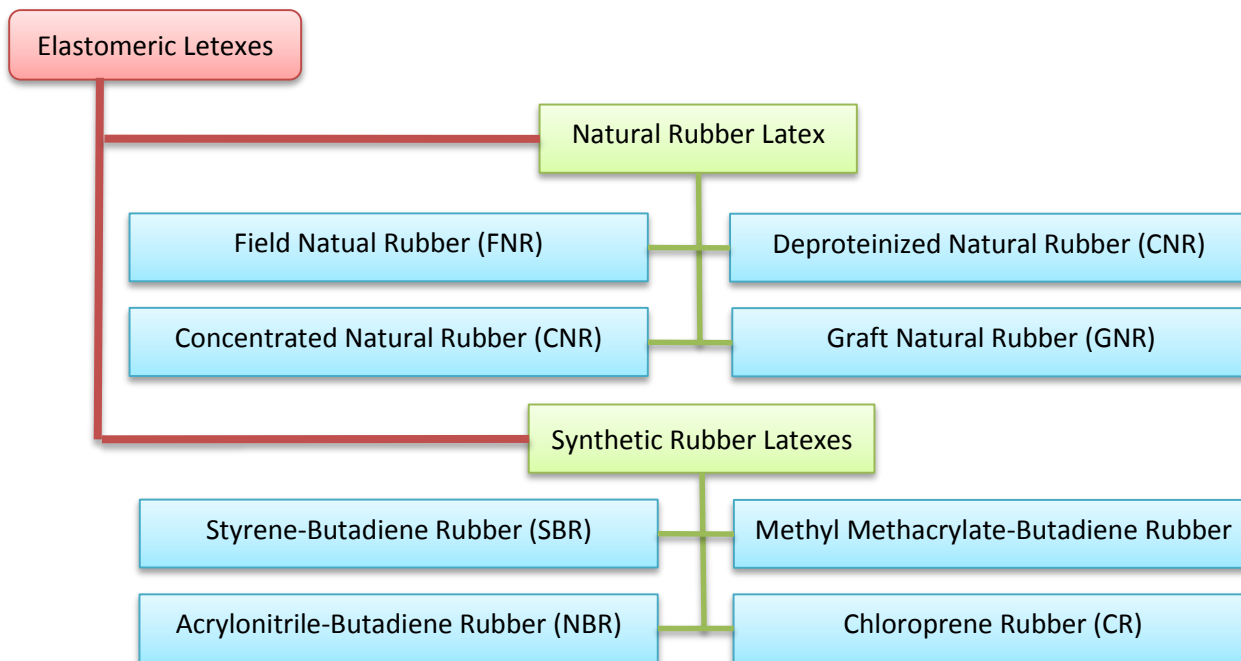 Elastomeric Letexes
Natural Rubber Latex
Field Natual Rubber (FNR)
Deproteinized Natural Rubber (CNR)
Concentrated Natural Rubber (CNR)
Graft Natural Rubber (GNR)
Synthetic Rubber Latexes
Styrene-Butadiene Rubber (SBR)
Methyl Methacrylate-Butadiene Rubber
Acrylonitrile-Butadiene Rubber (NBR)
Chloroprene Rubber (CR)